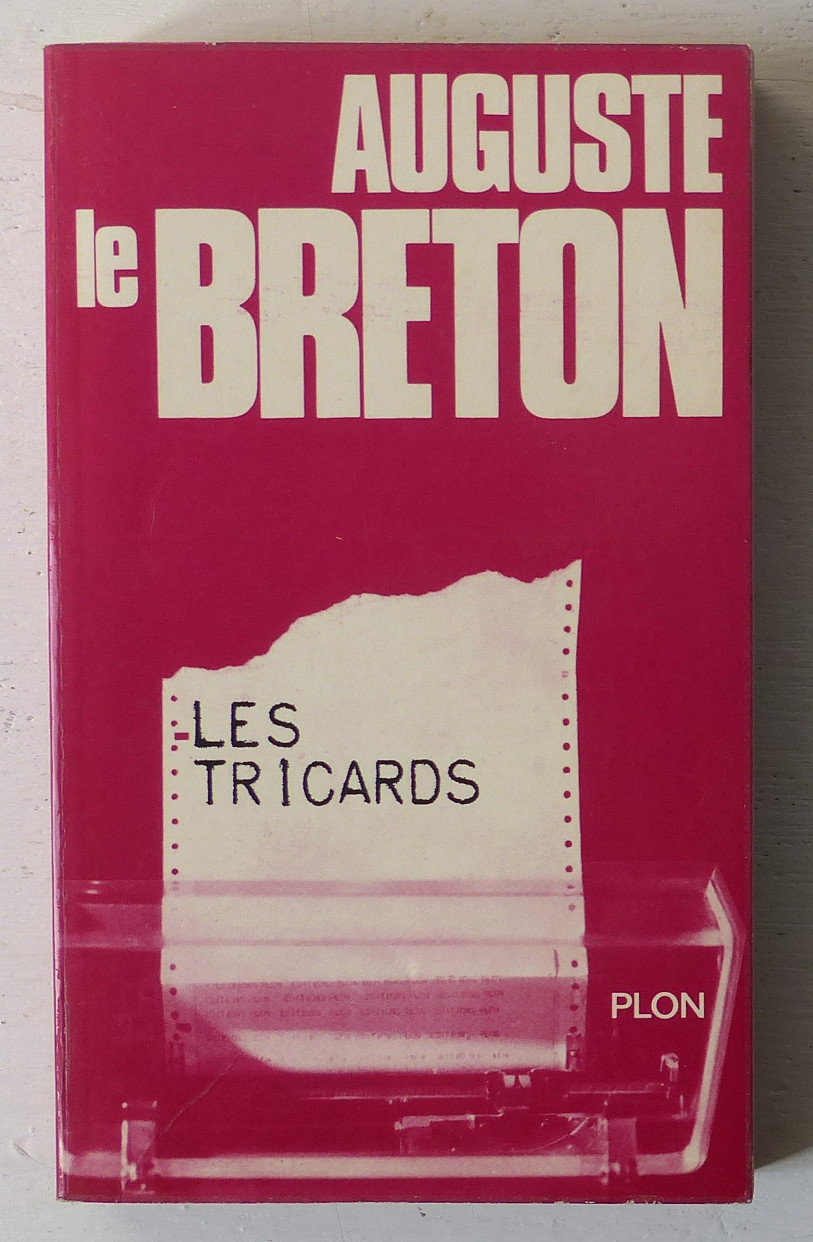 AUGUSTE
le BRETON
LES
TRICARDS
PLON